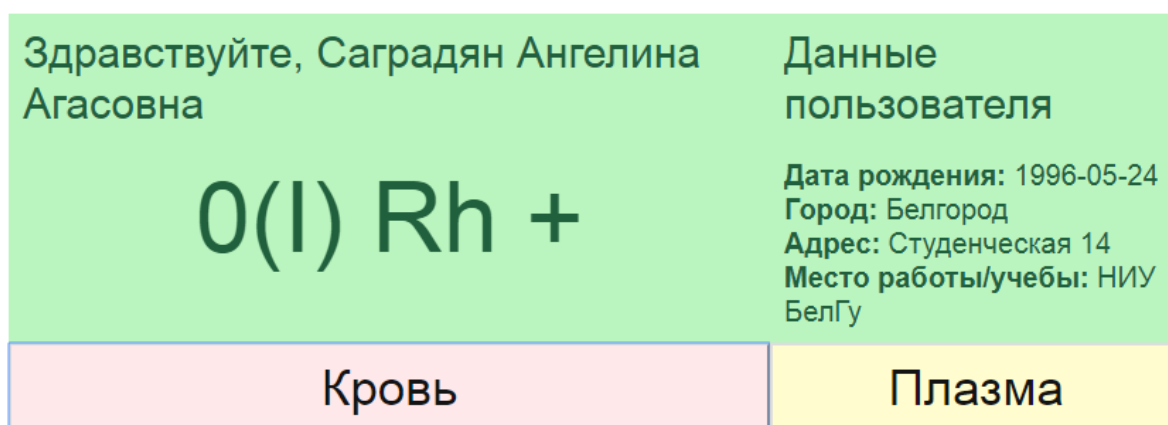 Здравствуйте, Саградян Ангелина
Агасовна
0(I) Rh +
Данные
пользователя
Дата рождения: 1996-05-24
Город: Белгород
Адрес: Студенческая 14
Место работы/учебы: НИУ
БелГу
Кровь
Плазма